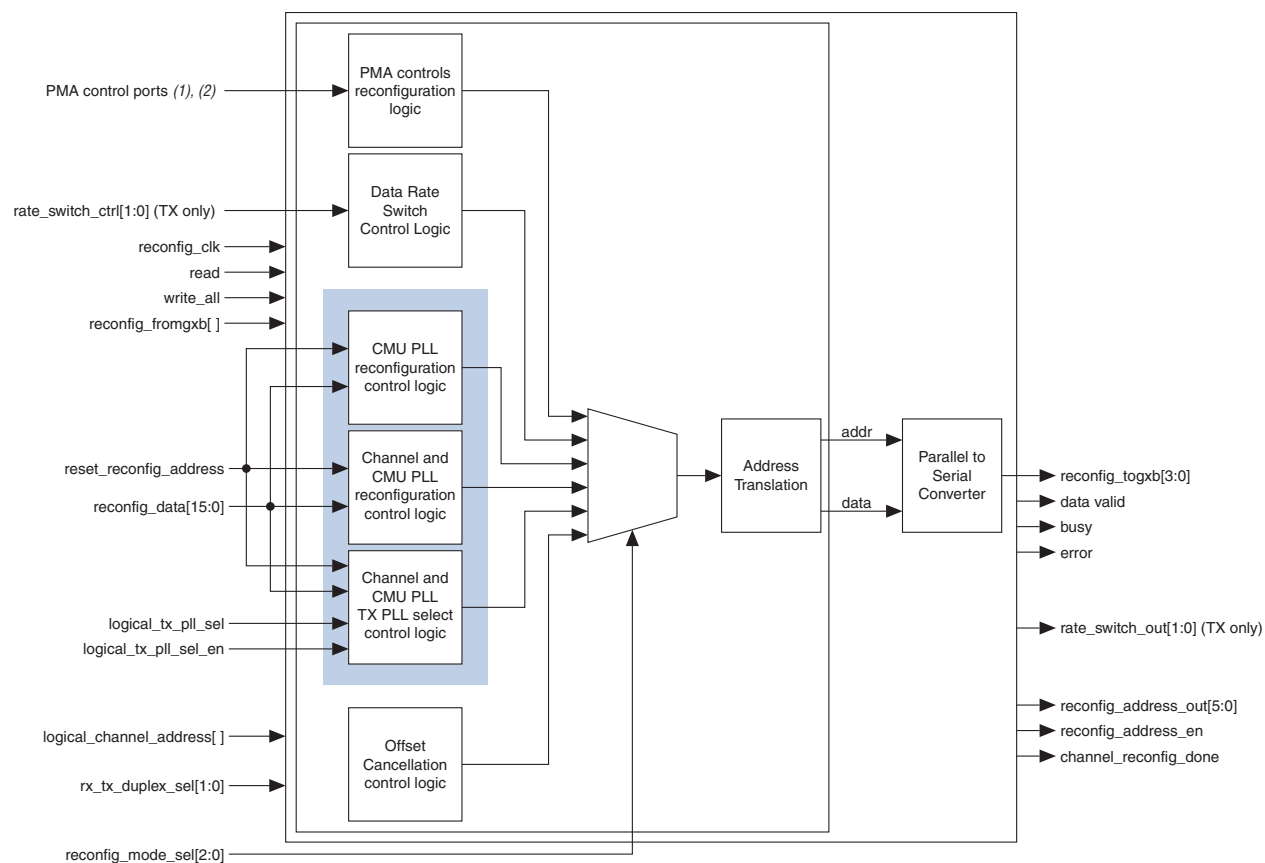 PMA control ports (1), (2)
rate_switch_ctrl[1:0] (TX only)
reconfig_clk
read
write_all
reconfig_fromgxb[ ]
reset_reconfig_address
reconfig_data[15:0]
logical_tx_pll_sel
logical_tx_pll_sel_en
logical_channel_address[ ]
rx_tx_duplex_sel[1:0]
reconfig_mode_sel[2:0]
PMA controls
reconfiguration
logic
Data Rate
Switch
Control Logic
CMU PLL
reconfiguration
control logic
Channel and
CMU PLL
reconfiguration
control logic
Channel and
CMU PLL
TX PLL select
control logic
Offset
Cancellation
control logic
Address
Translation
addr
data
Parallel to
Serial
Converter
reconfig_togxb[3:0]
data valid
busy
error
rate_switch_out[1:0] (TX only)
reconfig_address_out[5:0]
reconfig_address_en
channel_reconfig_done